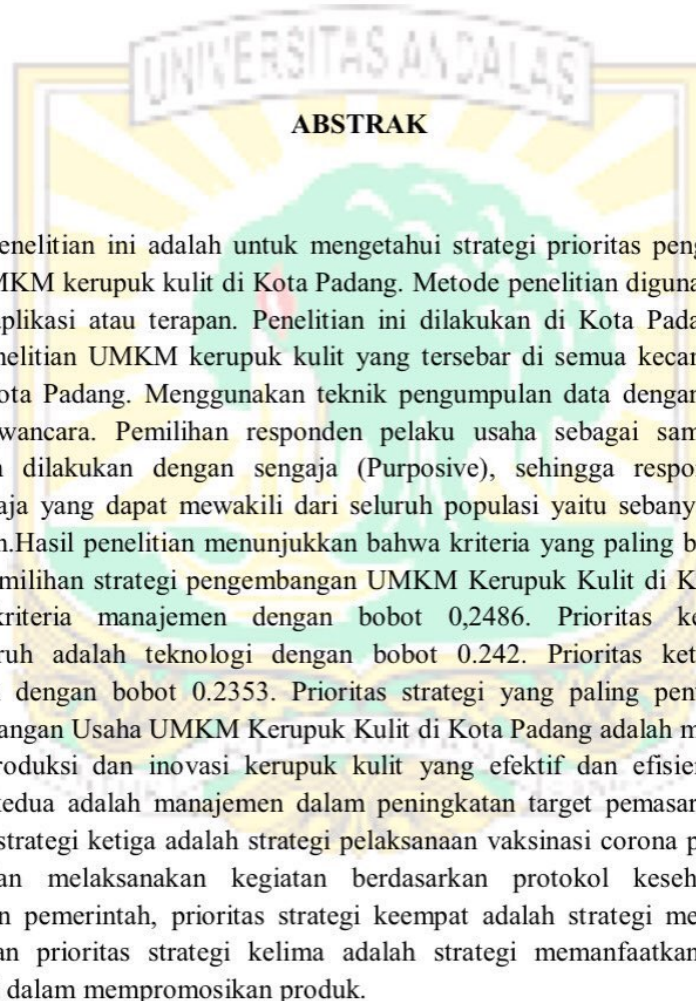 UNIVERSITAS ANDALAS
ABSTRAK
enelitian ini adalah untuk mengetahui strategi prioritas peng
MKM kerupuk kulit di Kota Padang. Metode penelitian diguna
plikasi atau terapan. Penelitian ini dilakukan di Kota Pada
nelitian UMKM kerupuk kulit yang tersebar di semua kecan
ota Padang. Menggunakan teknik pengumpulan data dengan
wancara. Pemilihan responden pelaku usaha sebagai sam
dilakukan dengan sengaja (Purposive), sehingga respo
aja yang dapat mewakili dari seluruh populasi yaitu sebany
n.Hasil penelitian menunjukkan bahwa kriteria yang paling b
milihan strategi pengembangan UMKM Kerupuk Kulit di K
kriteria manajemen dengan bobot 0,2486. Prioritas ke
ruh adalah teknologi dengan bobot 0.242. Prioritas ket
dengan bobot 0.2353. Prioritas strategi yang paling pen
angan Usaha UMKM Kerupuk Kulit di Kota Padang adalah m
roduksi dan inovasi kerupuk kulit yang efektif dan efisien
kedua adalah manajemen dalam peningkatan target pemasar
strategi ketiga adalah strategi pelaksanaan vaksinasi corona p
an melaksanakan kegiatan berdasarkan protokol keseh
n pemerintah, prioritas strategi keempat adalah strategi me
an prioritas strategi kelima adalah strategi memanfaatkan
dalam mempromosikan produk.